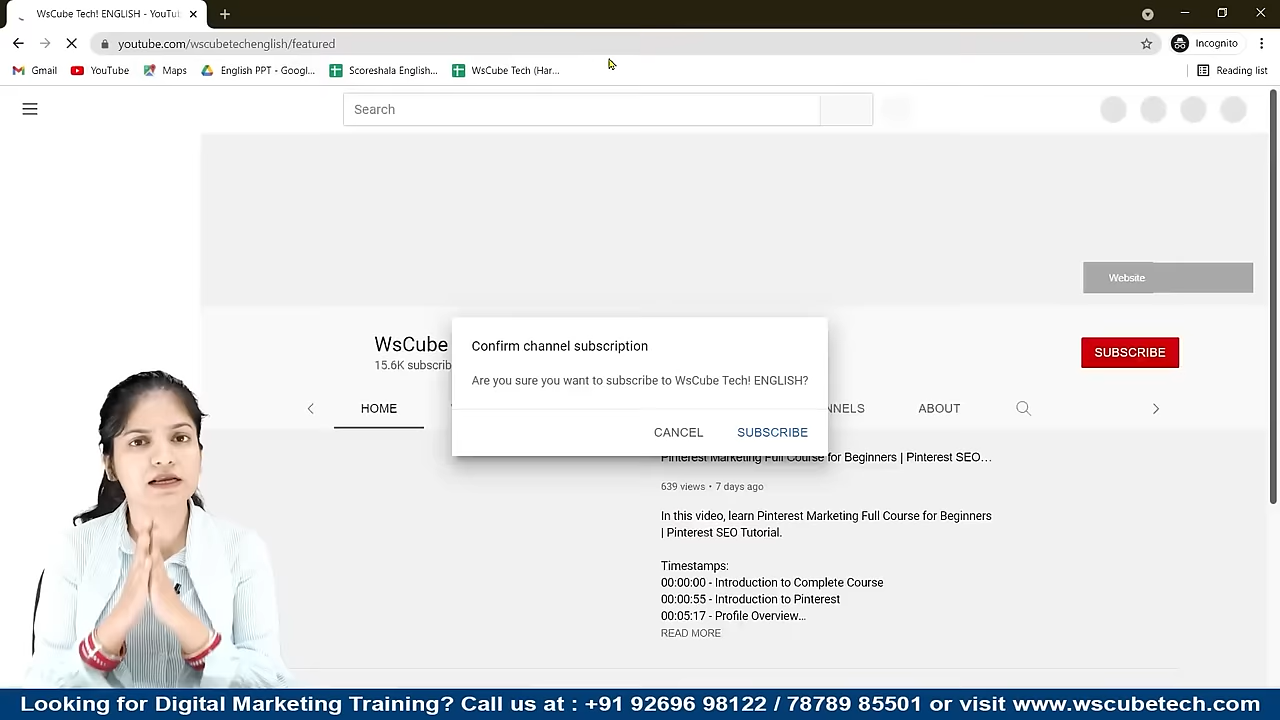 WsCube Tech! ENGLISH - YouTu
youtube.com/wscubetechenglish/featured
Incognito
Gmail
YouTube
Maps
English PPT - Googl...
Scoreshala English...
WsCube Tech (Har...
Reading list
Search
Website
WsCube
15.6K subscrib
SUBSCRIBE
Confirm channel subscription
Are you sure you want to subscribe to WsCube Tech! ENGLISH?
CANCEL
SUBSCRIBE
HOME
NNELS
ABOUT
Pinterest Marketing Full Course for Beginners | Pinterest SEO…
639 views • 7 days ago
In this video, learn Pinterest Marketing Full Course for Beginners
| Pinterest SEO Tutorial.
Timestamps:
00:00:00 - Introduction to Complete Course
00:00:55 - Introduction to Pinterest
00:05:17 - Profile Overview...
READ MORE
Looking for Digital Marketing Training? Call us at : +91 92696 98122 / 78789 85501 or visit www.wscubetech.com